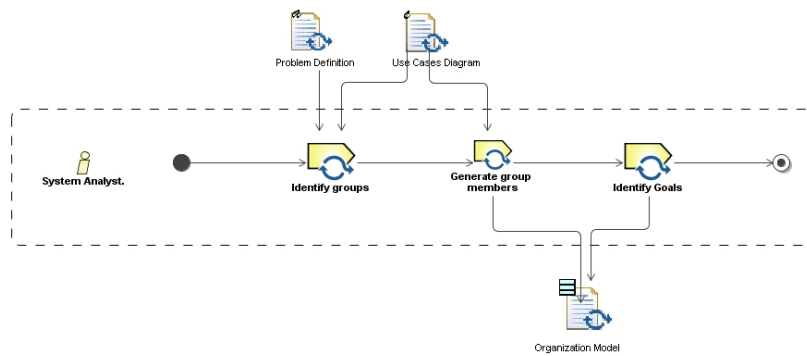 Problem Definition
Use Cases Diagram
System Analyst.
Identify groups
Generate group
members
Identify Goals
Organization Model